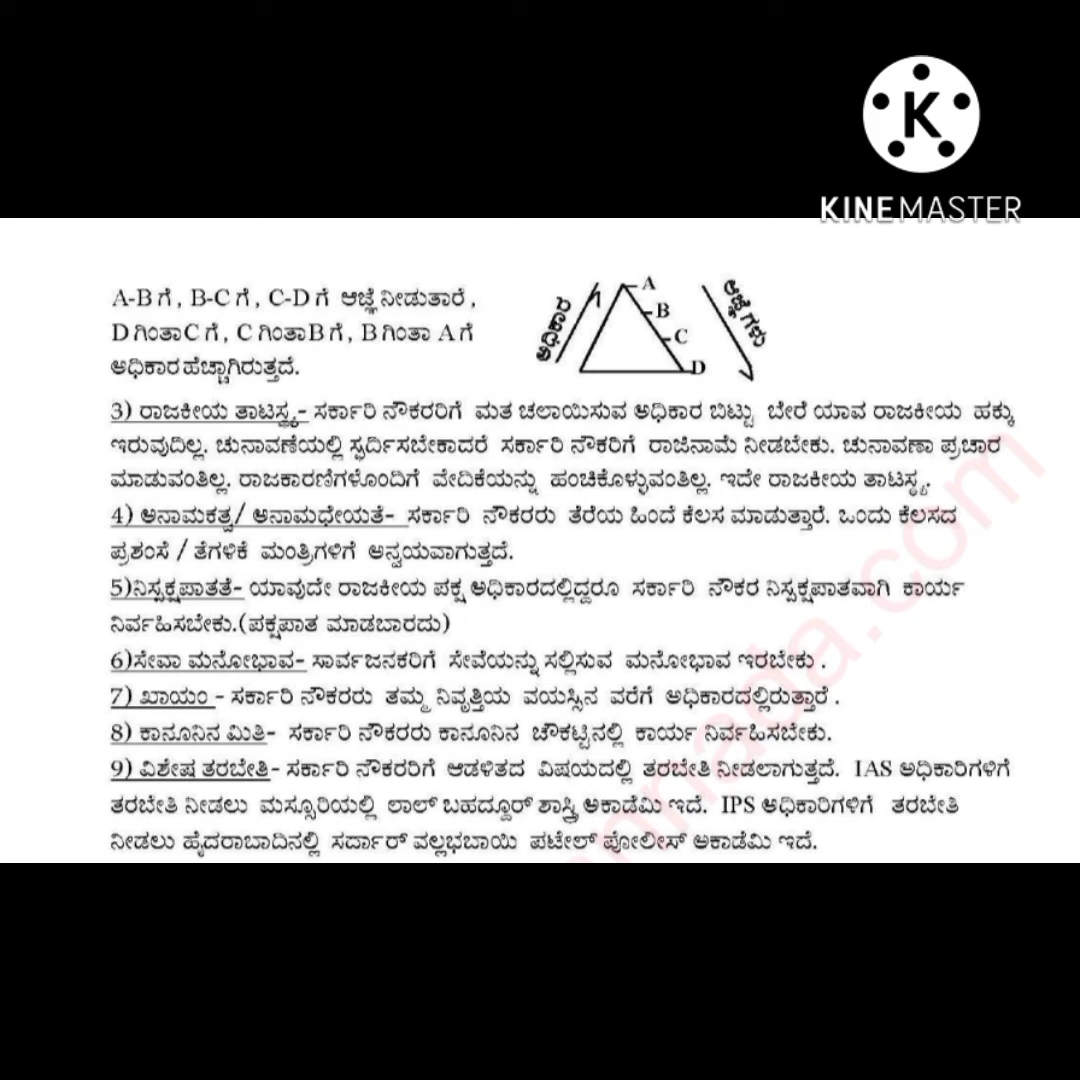 K
KINEMASTER
A-B ಗೆ, B-C ಗೆ, C-D ಗೆ ಆಜ್ಞೆ ನೀಡುತಾರೆ,
D ಗಿಂತಾ C ಗೆ, C ಗಿಂತಾ B ಗೆ, B ಗಿಂತಾ A ಗೆ
ಅಧಿಕಾರ ಹೆಚ್ಚಾಗಿರುತ್ತದೆ.
ಅಧಿಕಾರ
A
B
C
D
ಆಜ್ಞೆಗಳು
3) ರಾಜಕೀಯ ತಾಟಸ್ಥ್ಯ- ಸರ್ಕಾರಿ ನೌಕರರಿಗೆ ಮತ ಚಲಾಯಿಸುವ ಅಧಿಕಾರ ಬಿಟ್ಟು ಬೇರೆ ಯಾವ ರಾಜಕೀಯ ಹಕ್ಕು
ಇರುವುದಿಲ್ಲ. ಚುನಾವಣೆಯಲ್ಲಿ ಸ್ಪರ್ದಿಸಬೇಕಾದರೆ ಸರ್ಕಾರಿ ನೌಕರಿಗೆ ರಾಜಿನಾಮೆ ನೀಡಬೇಕು. ಚುನಾವಣಾ ಪ್ರಚಾರ
ಮಾಡುವಂತಿಲ್ಲ. ರಾಜಕಾರಣಿಗಳೊಂದಿಗೆ ವೇದಿಕೆಯನ್ನು ಹಂಚಿಕೊಳ್ಳುವಂತಿಲ್ಲ. ಇದೇ ರಾಜಕೀಯ ತಾಟಸ್ಥ್ಯ.
4) ಅನಾಮಕತ್ವ/ ಅನಾಮಧೇಯತೆ- ಸರ್ಕಾರಿ ನೌಕರರು ತೆರೆಯ ಹಿಂದೆ ಕೆಲಸ ಮಾಡುತ್ತಾರೆ. ಒಂದು ಕೆಲಸದ
ಪ್ರಶಂಸೆ / ತೆಗಳಿಕೆ ಮಂತ್ರಿಗಳಿಗೆ ಅನ್ವಯವಾಗುತ್ತದೆ.
5)ನಿಸ್ಪಕ್ಷಪಾತತೆ- ಯಾವುದೇ ರಾಜಕೀಯ ಪಕ್ಷ ಅಧಿಕಾರದಲ್ಲಿದ್ದರೂ ಸರ್ಕಾರಿ ನೌಕರ ನಿಸ್ಪಕ್ಷಪಾತವಾಗಿ ಕಾರ್ಯ
ನಿರ್ವಹಿಸಬೇಕು.(ಪಕ್ಷಪಾತ ಮಾಡಬಾರದು)
6)ಸೇವಾ ಮನೋಭಾವ- ಸಾರ್ವಜನಕರಿಗೆ ಸೇವೆಯನ್ನು ಸಲ್ಲಿಸುವ ಮನೋಭಾವ ಇರಬೇಕು .
7) ಖಾಯಂ - ಸರ್ಕಾರಿ ನೌಕರರು ತಮ್ಮ ನಿವೃತ್ತಿಯ ವಯಸ್ಸಿನ ವರೆಗೆ ಅಧಿಕಾರದಲ್ಲಿರುತ್ತಾರೆ .
8) ಕಾನೂನಿನ ಮಿತಿ- ಸರ್ಕಾರಿ ನೌಕರರು ಕಾನೂನಿನ ಚೌಕಟ್ಟಿನಲ್ಲಿ ಕಾರ್ಯ ನಿರ್ವಹಿಸಬೇಕು.
9) ವಿಶೇಷ ತರಬೇತಿ- ಸರ್ಕಾರಿ ನೌಕರರಿಗೆ ಆಡಳಿತದ ವಿಷಯದಲ್ಲಿ ತರಬೇತಿ ನೀಡಲಾಗುತ್ತದೆ. IAS ಅಧಿಕಾರಿಗಳಿಗೆ
ತರಬೇತಿ ನೀಡಲು ಮಸ್ಸೂರಿಯಲ್ಲಿ ಲಾಲ್ ಬಹದ್ದೂರ್ ಶಾಸ್ತ್ರಿ ಅಕಾಡೆಮಿ ಇದೆ. IPS ಅಧಿಕಾರಿಗಳಿಗೆ ತರಬೇತಿ
ನೀಡಲು ಹೈದರಾಬಾದಿನಲ್ಲಿ ಸರ್ದಾರ್ ವಲ್ಲಭಬಾಯಿ ಪಟೇಲ್ ಪೋಲೀಸ್ ಅಕಾಡೆಮಿ ಇದೆ.